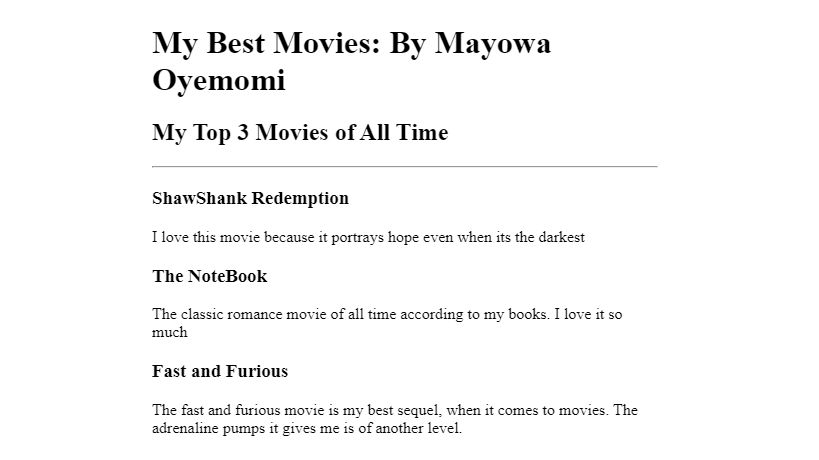 My Best Movies: By Mayowa
Oyemomi
My Top 3 Movies of All Time
ShawShank Redemption
I love this movie because it portrays hope even when its the darkest
The NoteBook
The classic romance movie of all time according to my books. I love it so
much
Fast and Furious
The fast and furious movie is my best sequel, when it comes to movies. The
adrenaline pumps it gives me is of another level.